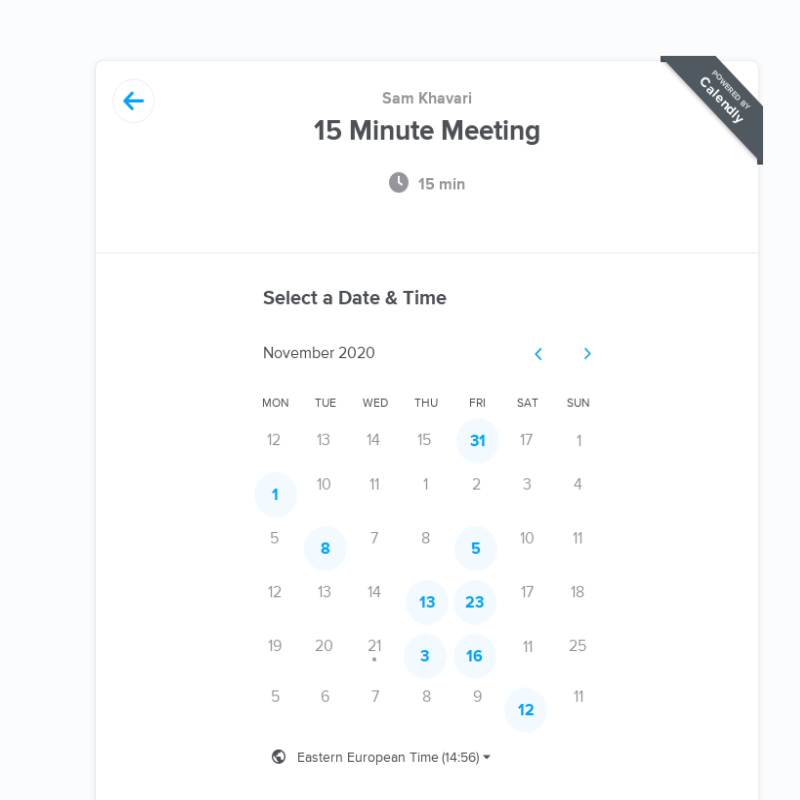 Sam Khavari
15 Minute Meeting
15 min
POWERED BY
Calendly
Select a Date & Time
November 2020
MON TUE WED THU FRI SAT SUN
12 13 14 15 31 17 1
1 10 11 1 2 3 4
5 8 7 8 5 10 11
12 13 14 13 23 17 18
19 20 21 3 16 11 25
5 6 7 8 9 12 11
Eastern European Time (14:56)